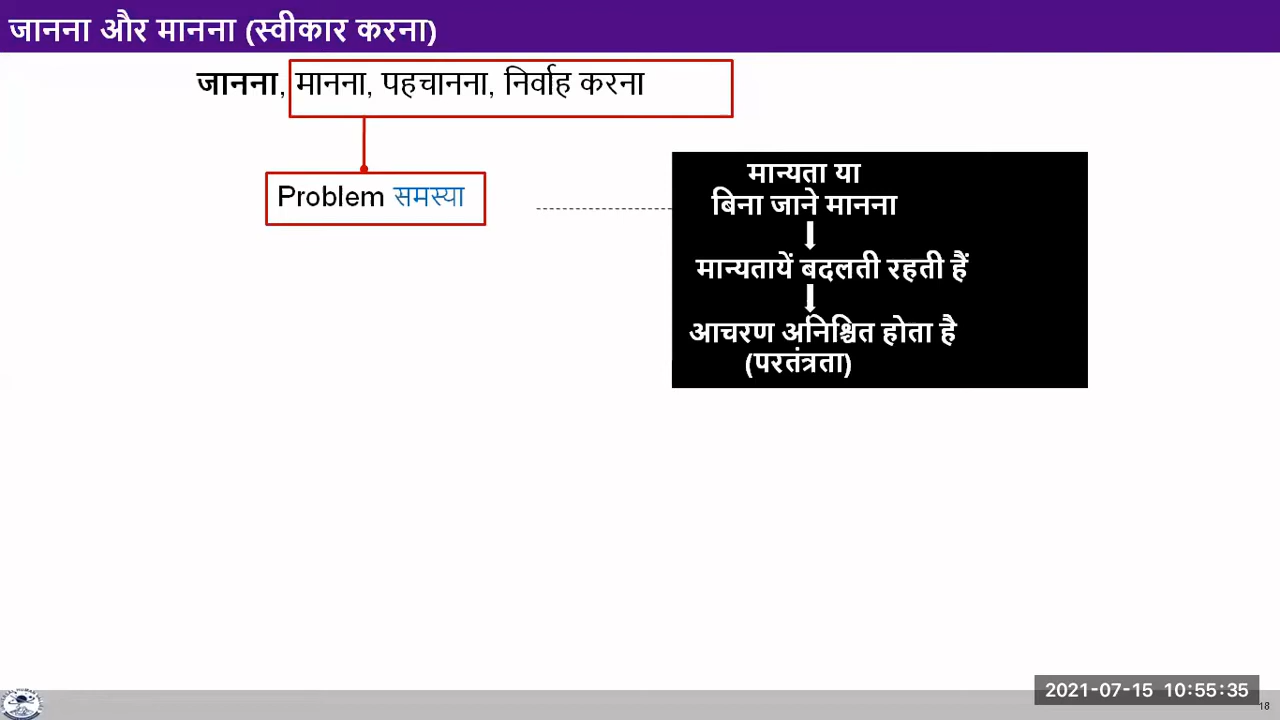 जानना और मानना (स्वीकार करना)
जानना, मानना, पहचानना, निर्वाह करना
Problem समस्या
मान्यता या
बिना जाने मानना
मान्यतायें बदलती रहती हैं
आचरण अनिश्चित होता है
(परतंत्रता)
2021-07-15 10:55:35
18